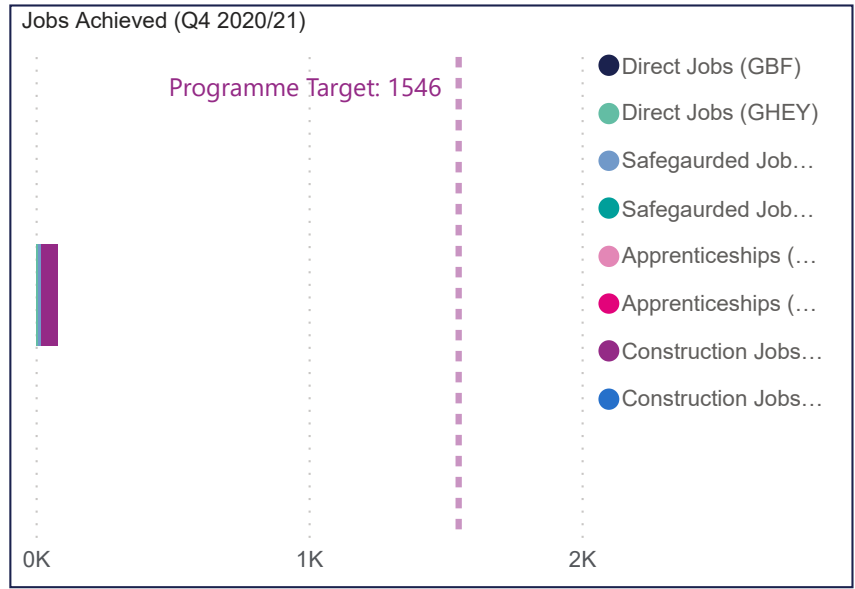 Jobs Achieved (Q4 2020/21)
Programme Target: 1546
Direct Jobs (GBF)
Direct Jobs (GHEY)
Safegaurded Job…
Safegaurded Job…
Apprenticeships (…
Apprenticeships (…
Construction Jobs…
Construction Jobs…
0K 1K 2K